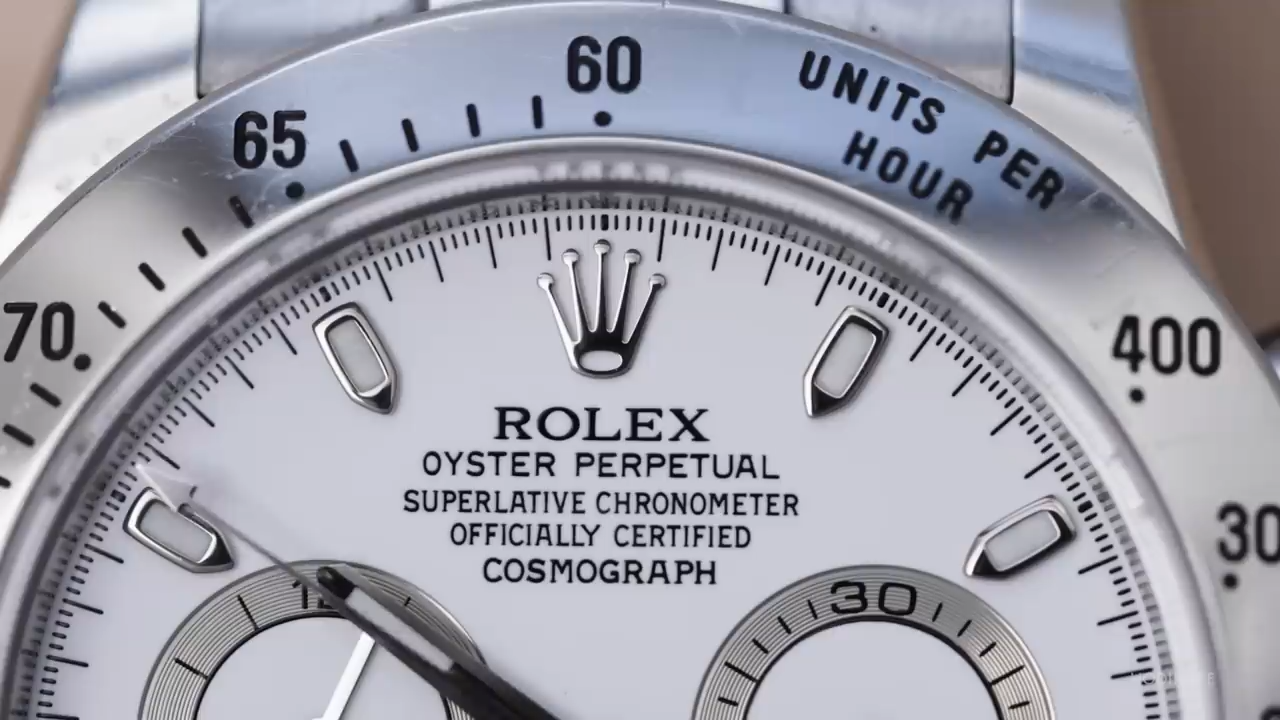 60
65
UNITS PER
HOUR
70
400
ROLEX
OYSTER PERPETUAL
SUPERLATIVE CHRONOMETER
OFFICIALLY CERTIFIED
COSMOGRAPH
30
30